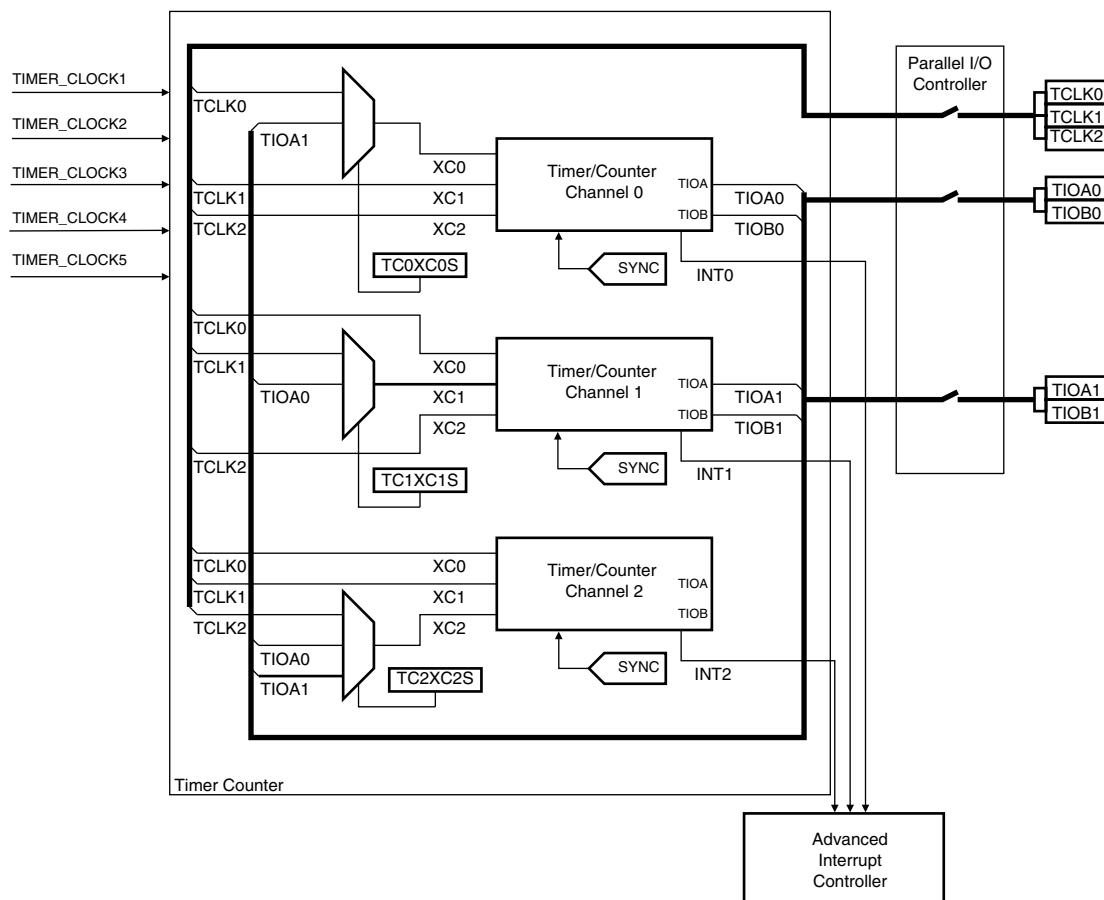 TIMER_CLOCK1
TIMER_CLOCK2
TIMER_CLOCK3
TIMER_CLOCK4
TIMER_CLOCK5
TCLK0
TIOA1
TCLK1
TCLK2
XC0
XC1
XC2
TC0XC0S
Timer/Counter
Channel 0
TIOA
TIOB
TIOA0
TIOB0
SYNC
INT0
TCLK0
TCLK1
TIOA0
TCLK2
XC0
XC1
XC2
TC1XC1S
Timer/Counter
Channel 1
TIOA
TIOB
TIOA1
TIOB1
SYNC
INT1
TCLK0
TCLK1
TCLK2
TIOA0
TIOA1
XC0
XC1
XC2
TC2XC2S
Timer/Counter
Channel 2
TIOA
TIOB
SYNC
INT2
Timer Counter
Parallel I/O
Controller
TCLK0
TCLK1
TCLK2
TIOA0
TIOB0
TIOA1
TIOB1
Advanced
Interrupt
Controller